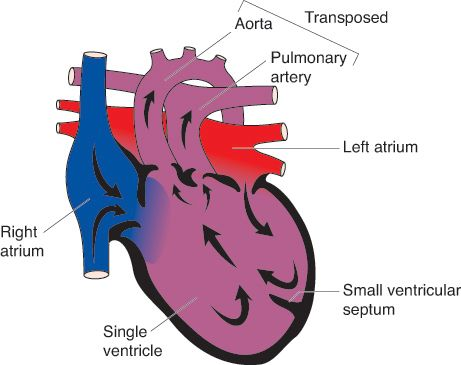 Transposed
Aorta
Pulmonary
artery
Left atrium
Right
atrium
Small ventricular
septum
Single
ventricle